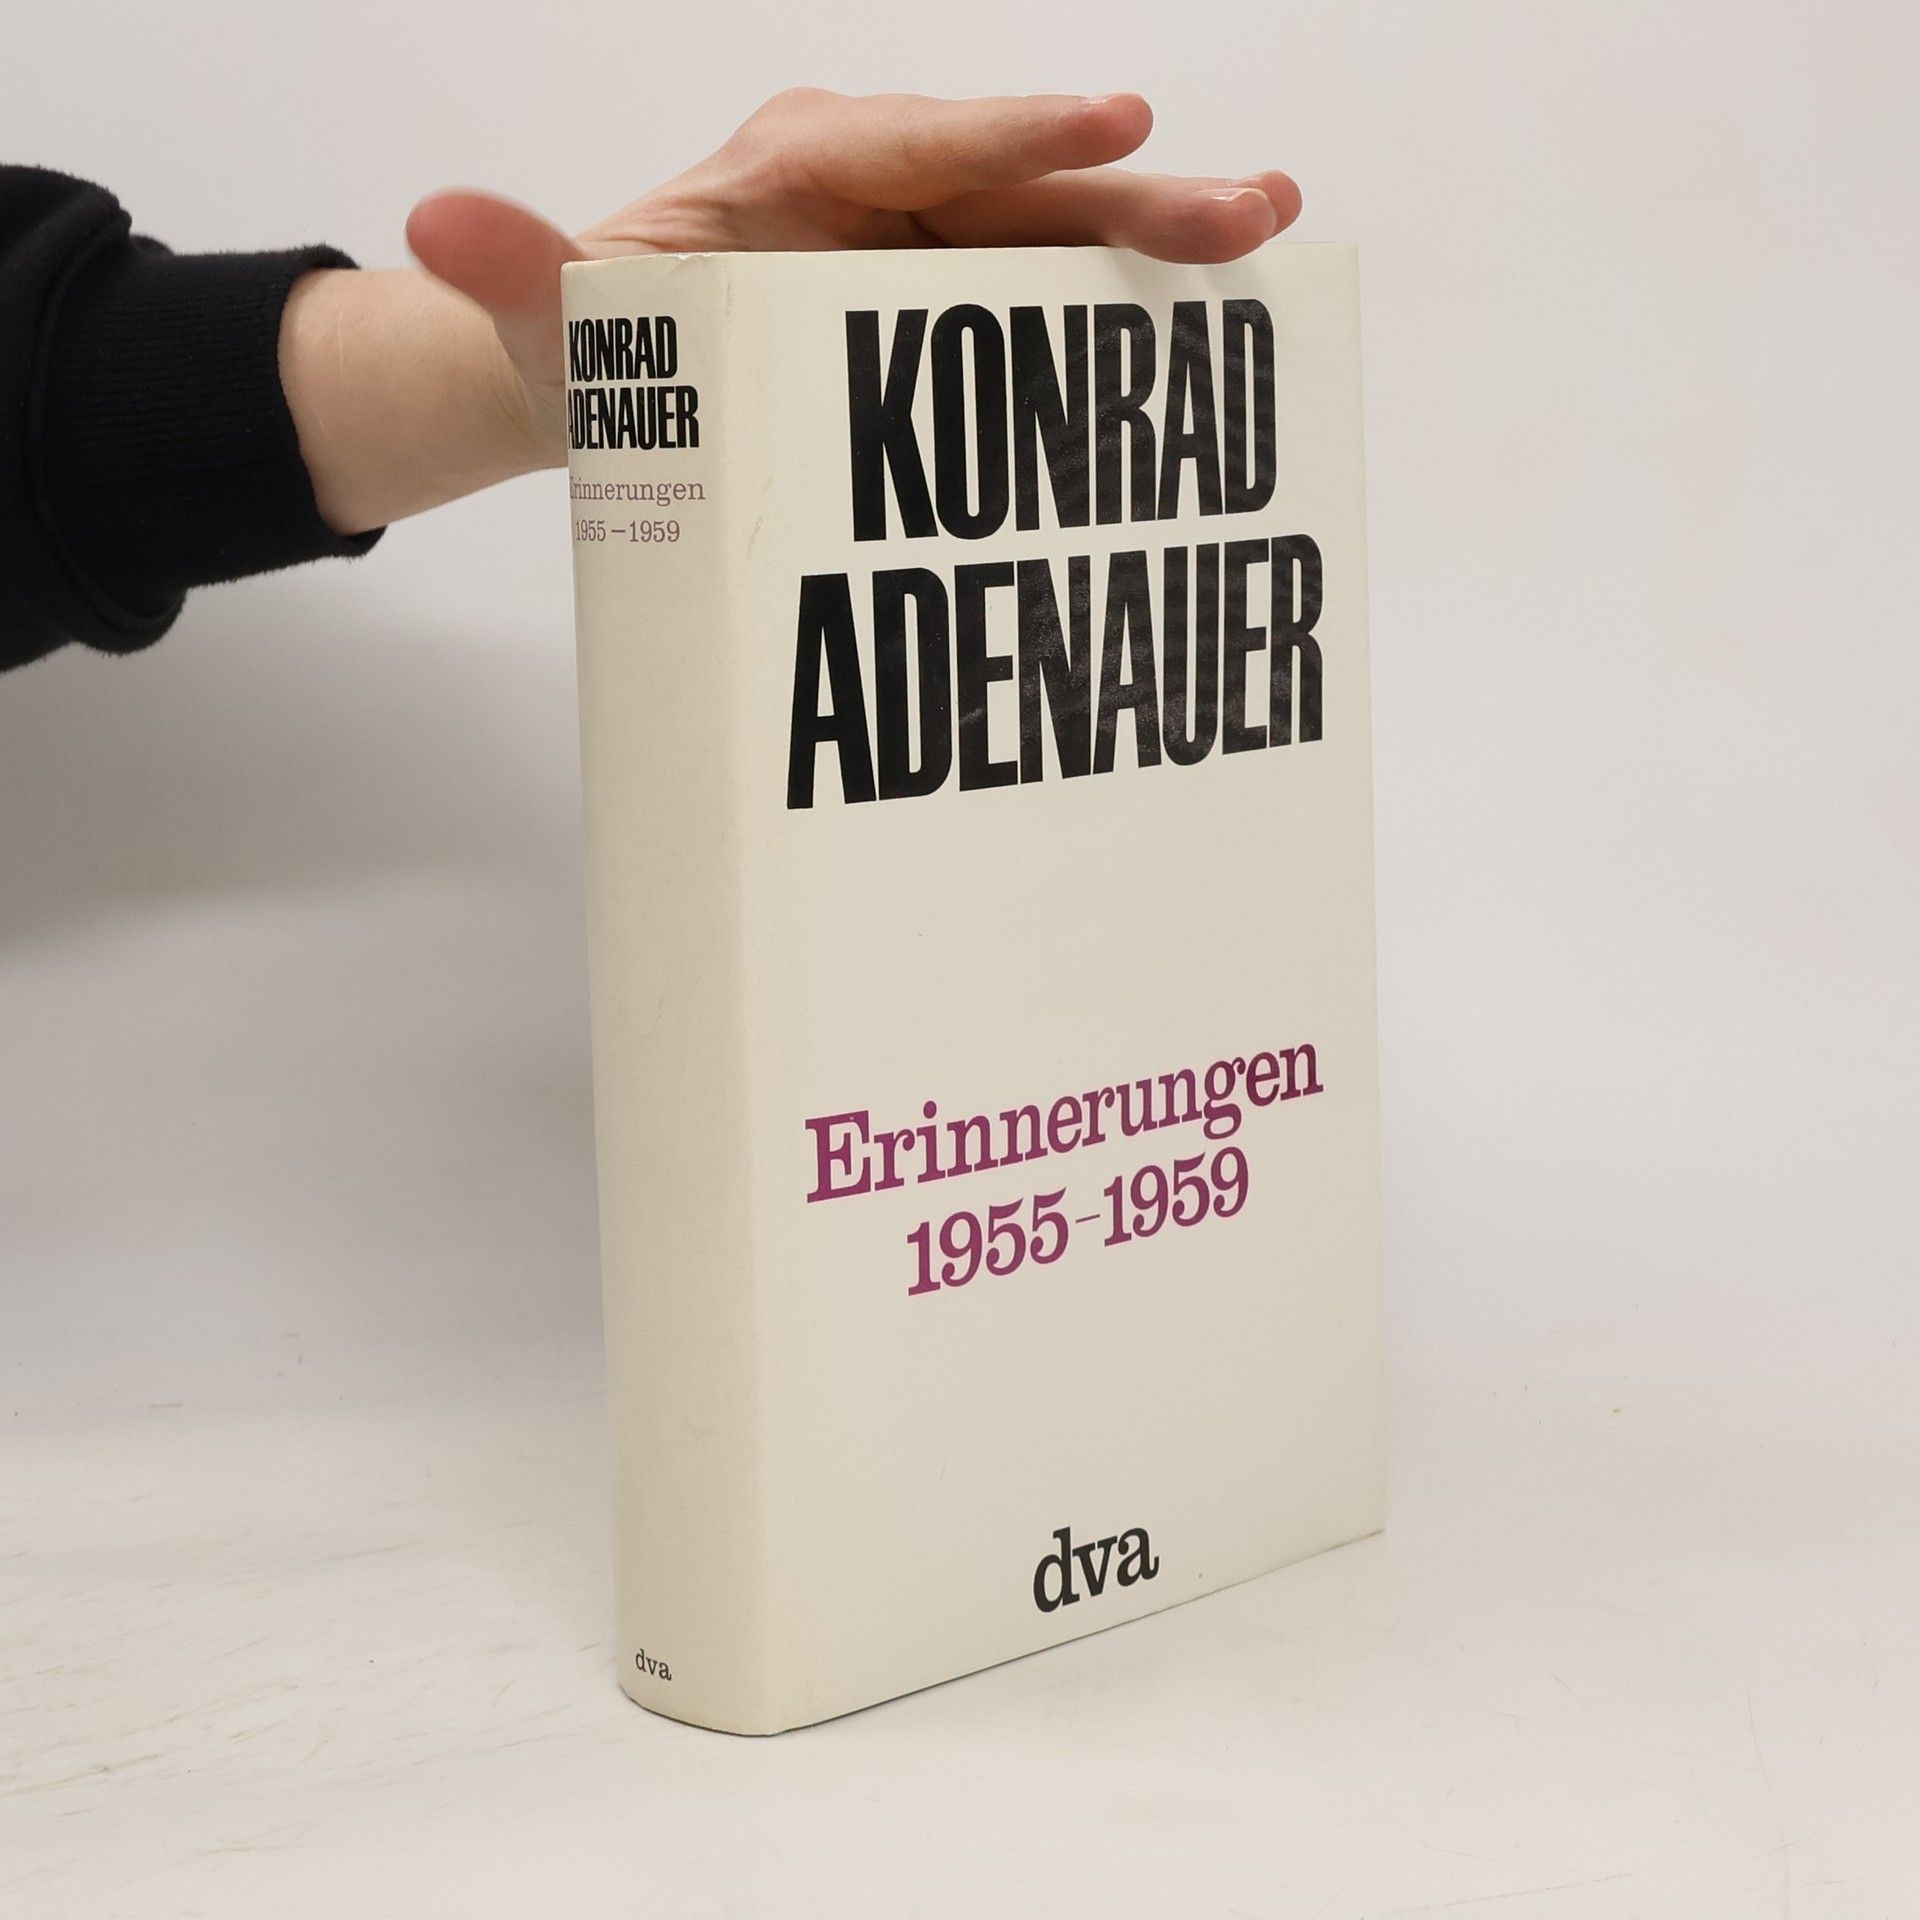 KONRAD
ADENAUER
Erinnerungen
1955–1959
dva
KONRAD
ADENAUER
Erinnerungen
1955–1959
dva